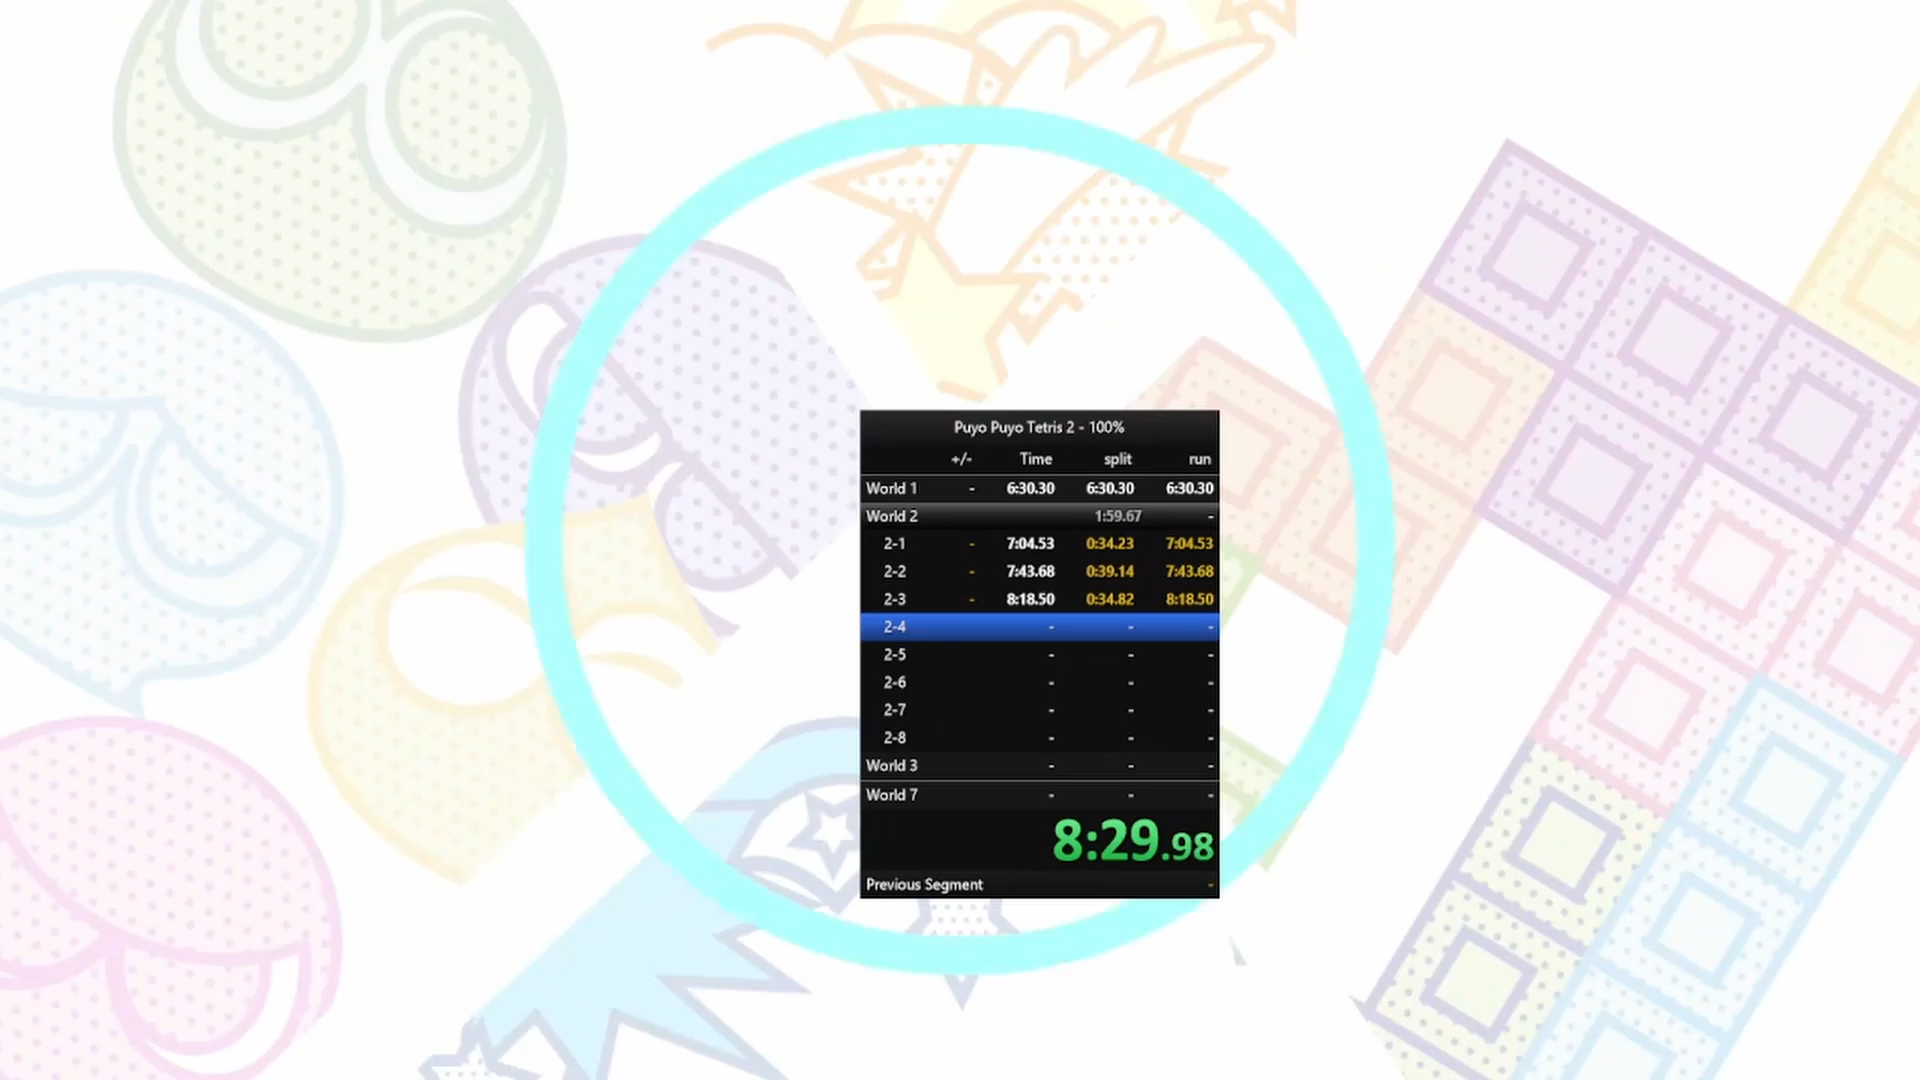 Puyo Puyo Tetris 2 - 100%
+/- Time split run
World 1 - 6:30.30 6:30.30 6:30.30
World 2 1:59.67 -
2-1 - 7:04.53 0:34.23 7:04.53
2-2 - 7:43.68 0:39.14 7:43.68
2-3 - 8:18.50 0:34.82 8:18.50
2-4 - - -
2-5 - - -
2-6 - - -
2-7 - - -
2-8 - - -
World 3 - - -
World 7 - - -
8:29.98
Previous Segment -